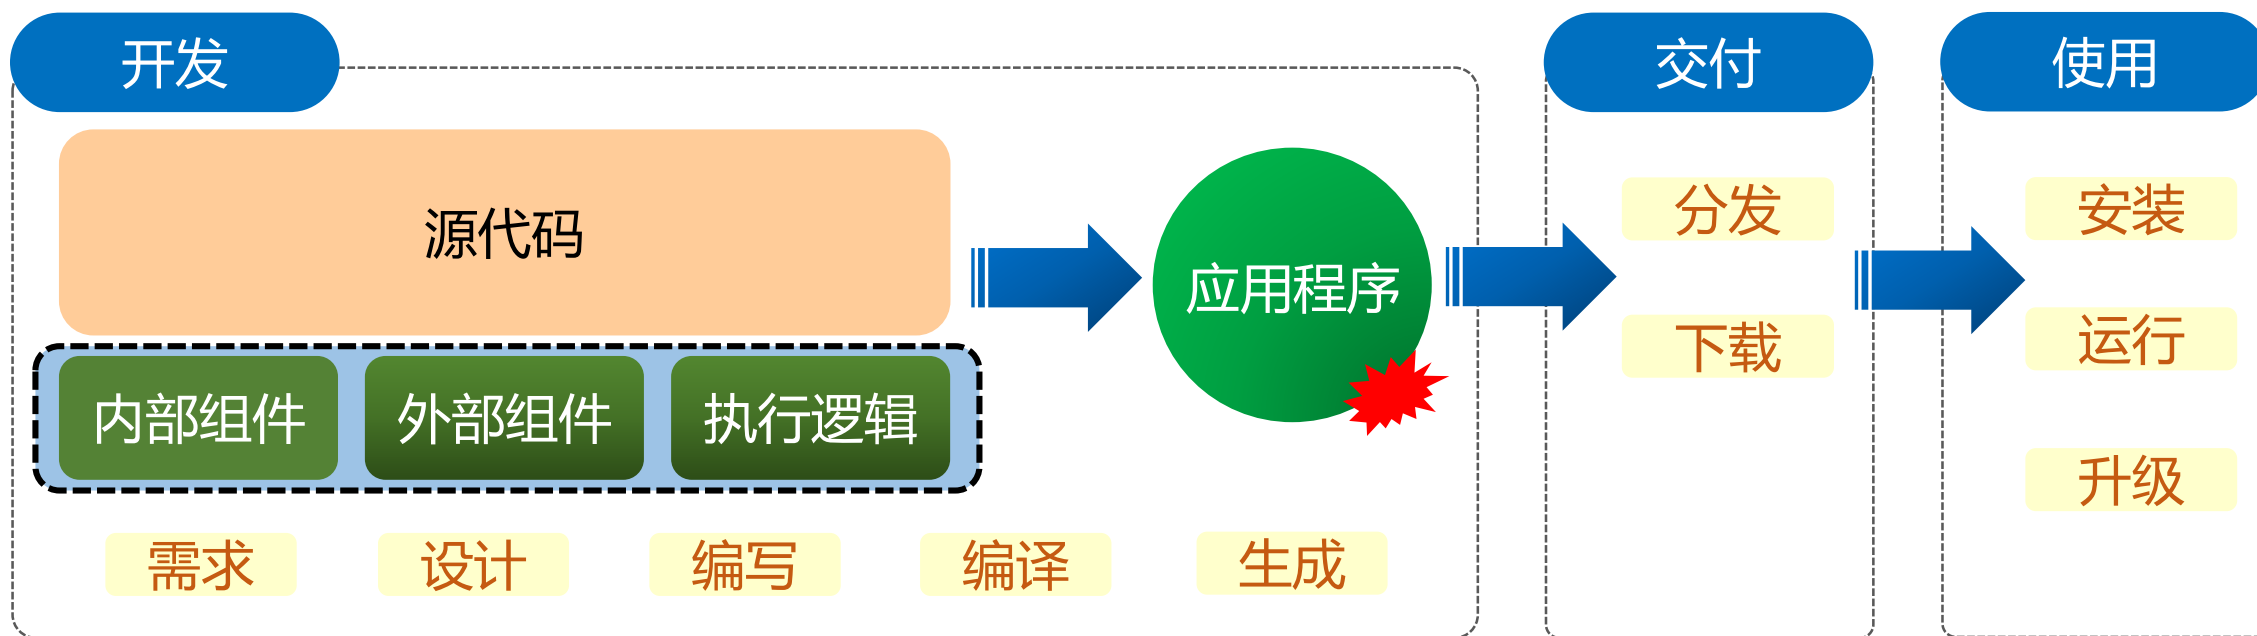 开发
源代码
内部组件
外部组件
执行逻辑
应用程序
需求
设计
编写
编译
生成
交付
分发
下载
使用
安装
运行
升级